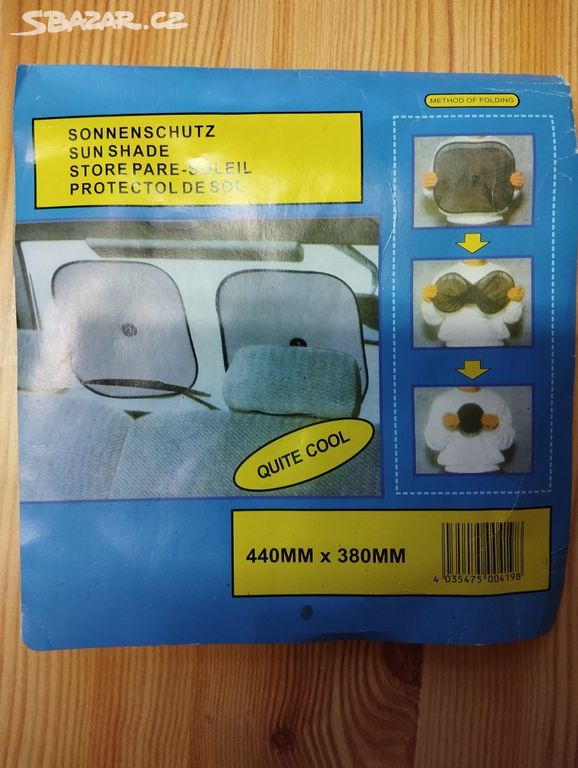 SBAZAR.CZ
METHOD OF FOLDING
SONNENSCHUTZ
SUN SHADE
STORE PARE-SOLEIL
PROTECTOL DE SOL
QUITE COOL
440MM x 380MM
4 035475 004198